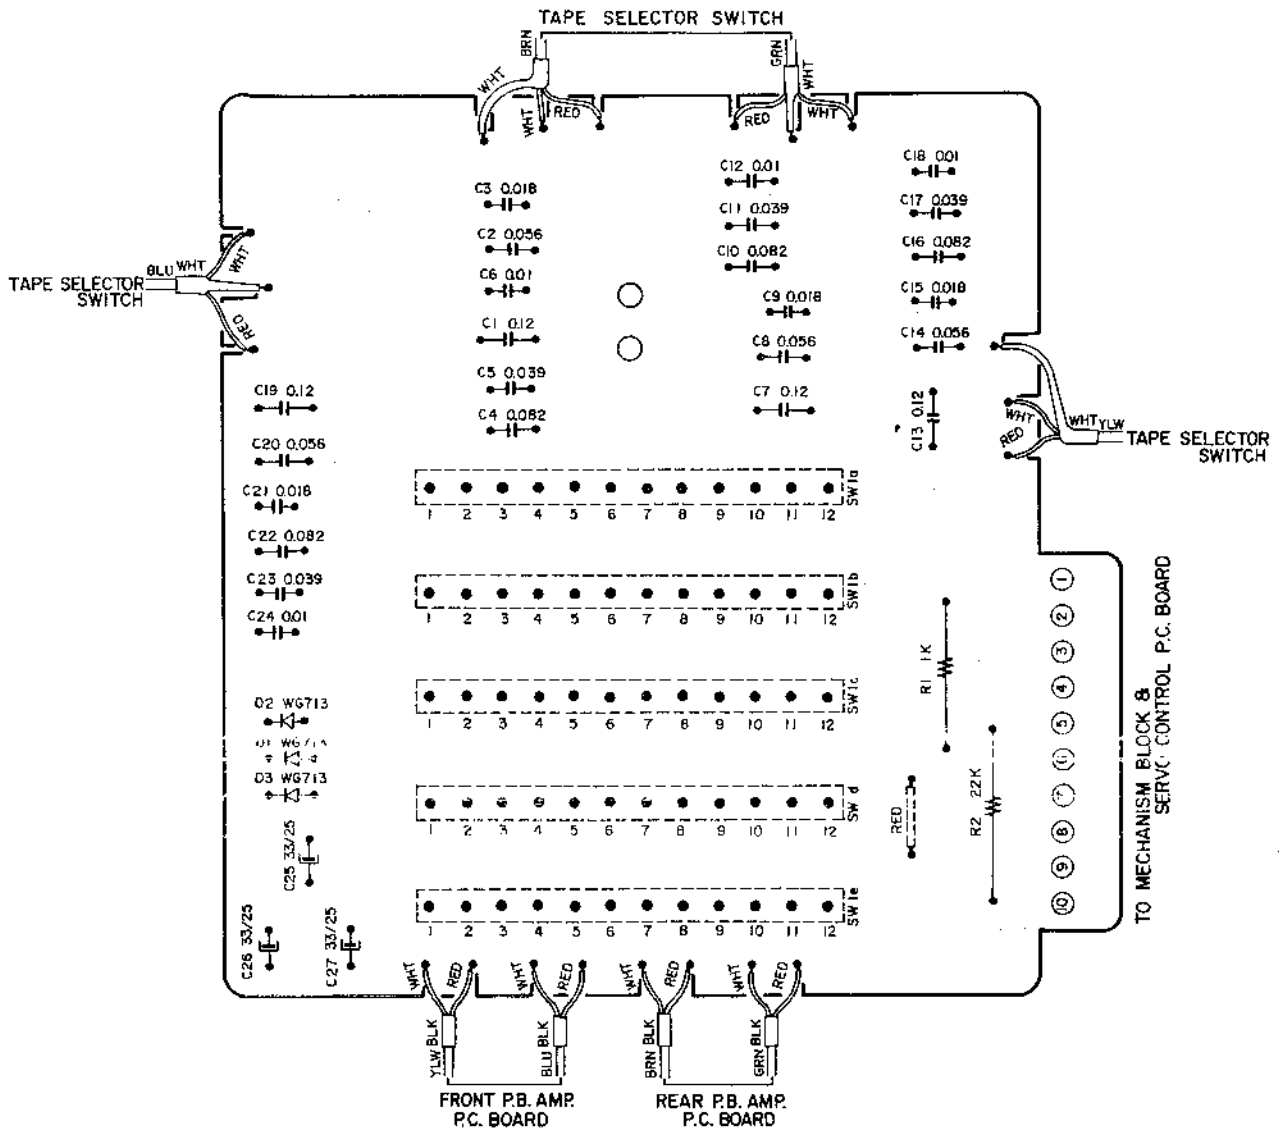 TAPE SELECTOR SWITCH
BRN
GRN
WHT
WHT
WHT
RED
RED
WHT
C12 0.01
C18 0.01
C3 0.018
C11 0.039
C17 0.039
C2 0.056
C10 0.082
C16 0.082
C6 0.01
C9 0.018
C15 0.018
C1 0.12
C8 0.056
C14 0.056
C5 0.039
C7 0.12
C4 0.082
C13 0.12
BLU WHT
WHT
RED
TAPE SELECTOR
SWITCH
WHT
RED
WHT YLW
TAPE SELECTOR
SWITCH
C19 0.12
C20 0.056
C21 0.018
C22 0.082
C23 0.039
C24 0.01
SW1a
1 2 3 4 5 6 7 8 9 10 11 12
SW1b
1 2 3 4 5 6 7 8 9 10 11 12
SW1c
1 2 3 4 5 6 7 8 9 10 11 12
SW d
1 2 3 4 5 6 7 8 9 10 11 12
SW1e
1 2 3 4 5 6 7 8 9 10 11 12
D2 WG713
D1 WG713
D3 WG713
C25 33/25
C26 33/25
C27 33/25
R1 1K
R2 22K
RED
1
2
3
4
5
6
7
8
9
10
TO MECHANISM BLOCK &
SERVO CONTROL P.C. BOARD
WHT
RED
WHT
RED
WHT
RED
WHT
RED
YLW BLK
BLU BLK
BRN BLK
GRN BLK
FRONT P.B. AMP.
P.C. BOARD
REAR P.B. AMP.
P.C. BOARD